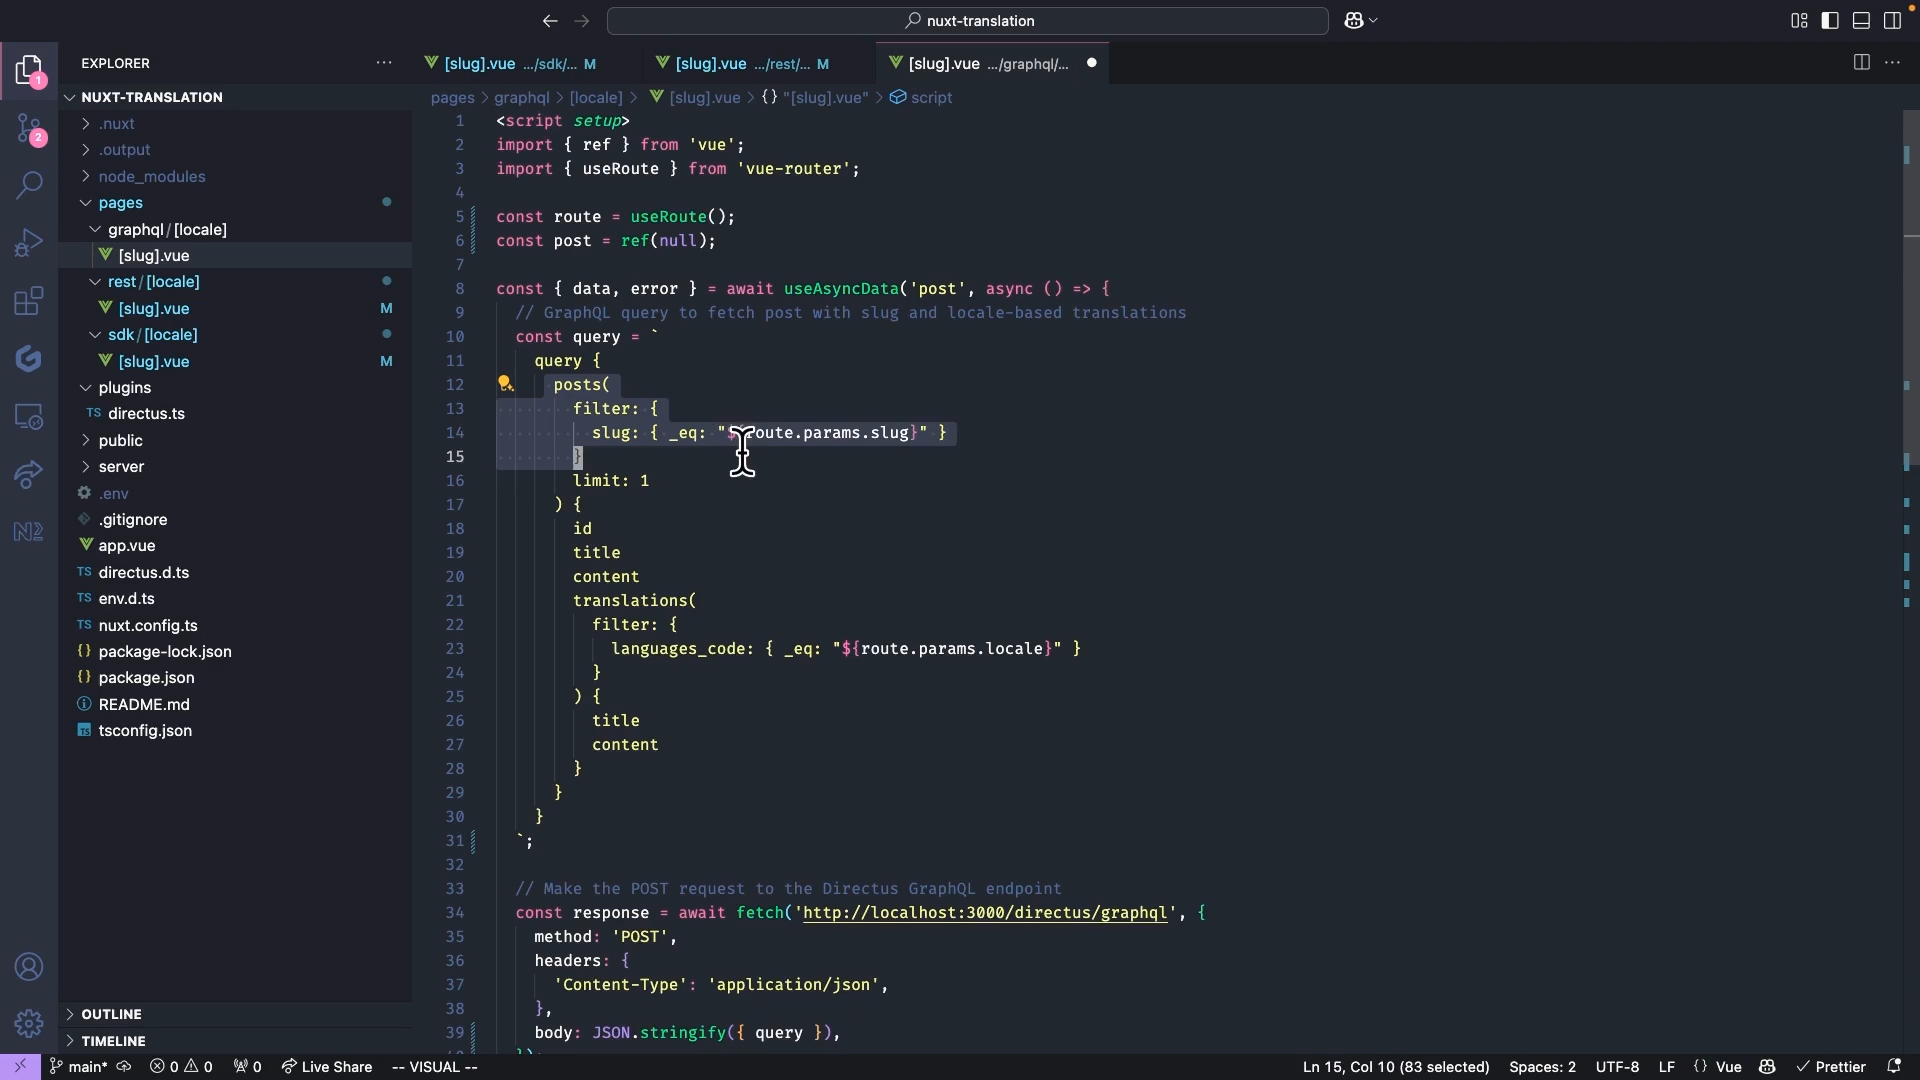 nuxt-translation
EXPLORER
[slug].vue .../sdk/... M
[slug].vue .../rest/... M
[slug].vue .../graphql/...
NUXT-TRANSLATION
pages > graphql > [locale] > [slug].vue > {} "[slug].vue" > script
.nuxt
.output
node_modules
pages
graphql/[locale]
[slug].vue
rest/[locale]
[slug].vue M
sdk/[locale]
[slug].vue M
plugins
TS directus.ts
public
server
.env
.gitignore
app.vue
TS directus.d.ts
TS env.d.ts
TS nuxt.config.ts
{} package-lock.json
{} package.json
README.md
TS tsconfig.json
OUTLINE
TIMELINE
1
2
1 <script setup>
2 import { ref } from 'vue';
3 import { useRoute } from 'vue-router';
4
5 const route = useRoute();
6 const post = ref(null);
7
8 const { data, error } = await useAsyncData('post', async () => {
9 // GraphQL query to fetch post with slug and locale-based translations
10 const query = `
11 query {
12 posts(
13 filter: {
14 slug: { _eq: "${route.params.slug}" }
15 }
16 limit: 1
17 ) {
18 id
19 title
20 content
21 translations(
22 filter: {
23 languages_code: { _eq: "${route.params.locale}" }
24 }
25 ) {
26 title
27 content
28 }
29 }
30 }
31 `;
32
33 // Make the POST request to the Directus GraphQL endpoint
34 const response = await fetch('http://localhost:3000/directus/graphql', {
35 method: 'POST',
36 headers: {
37 'Content-Type': 'application/json',
38 },
39 body: JSON.stringify({ query }),
main* 0 0 0 Live Share -- VISUAL -- Ln 15, Col 10 (83 selected) Spaces: 2 UTF-8 LF {} Vue Prettier